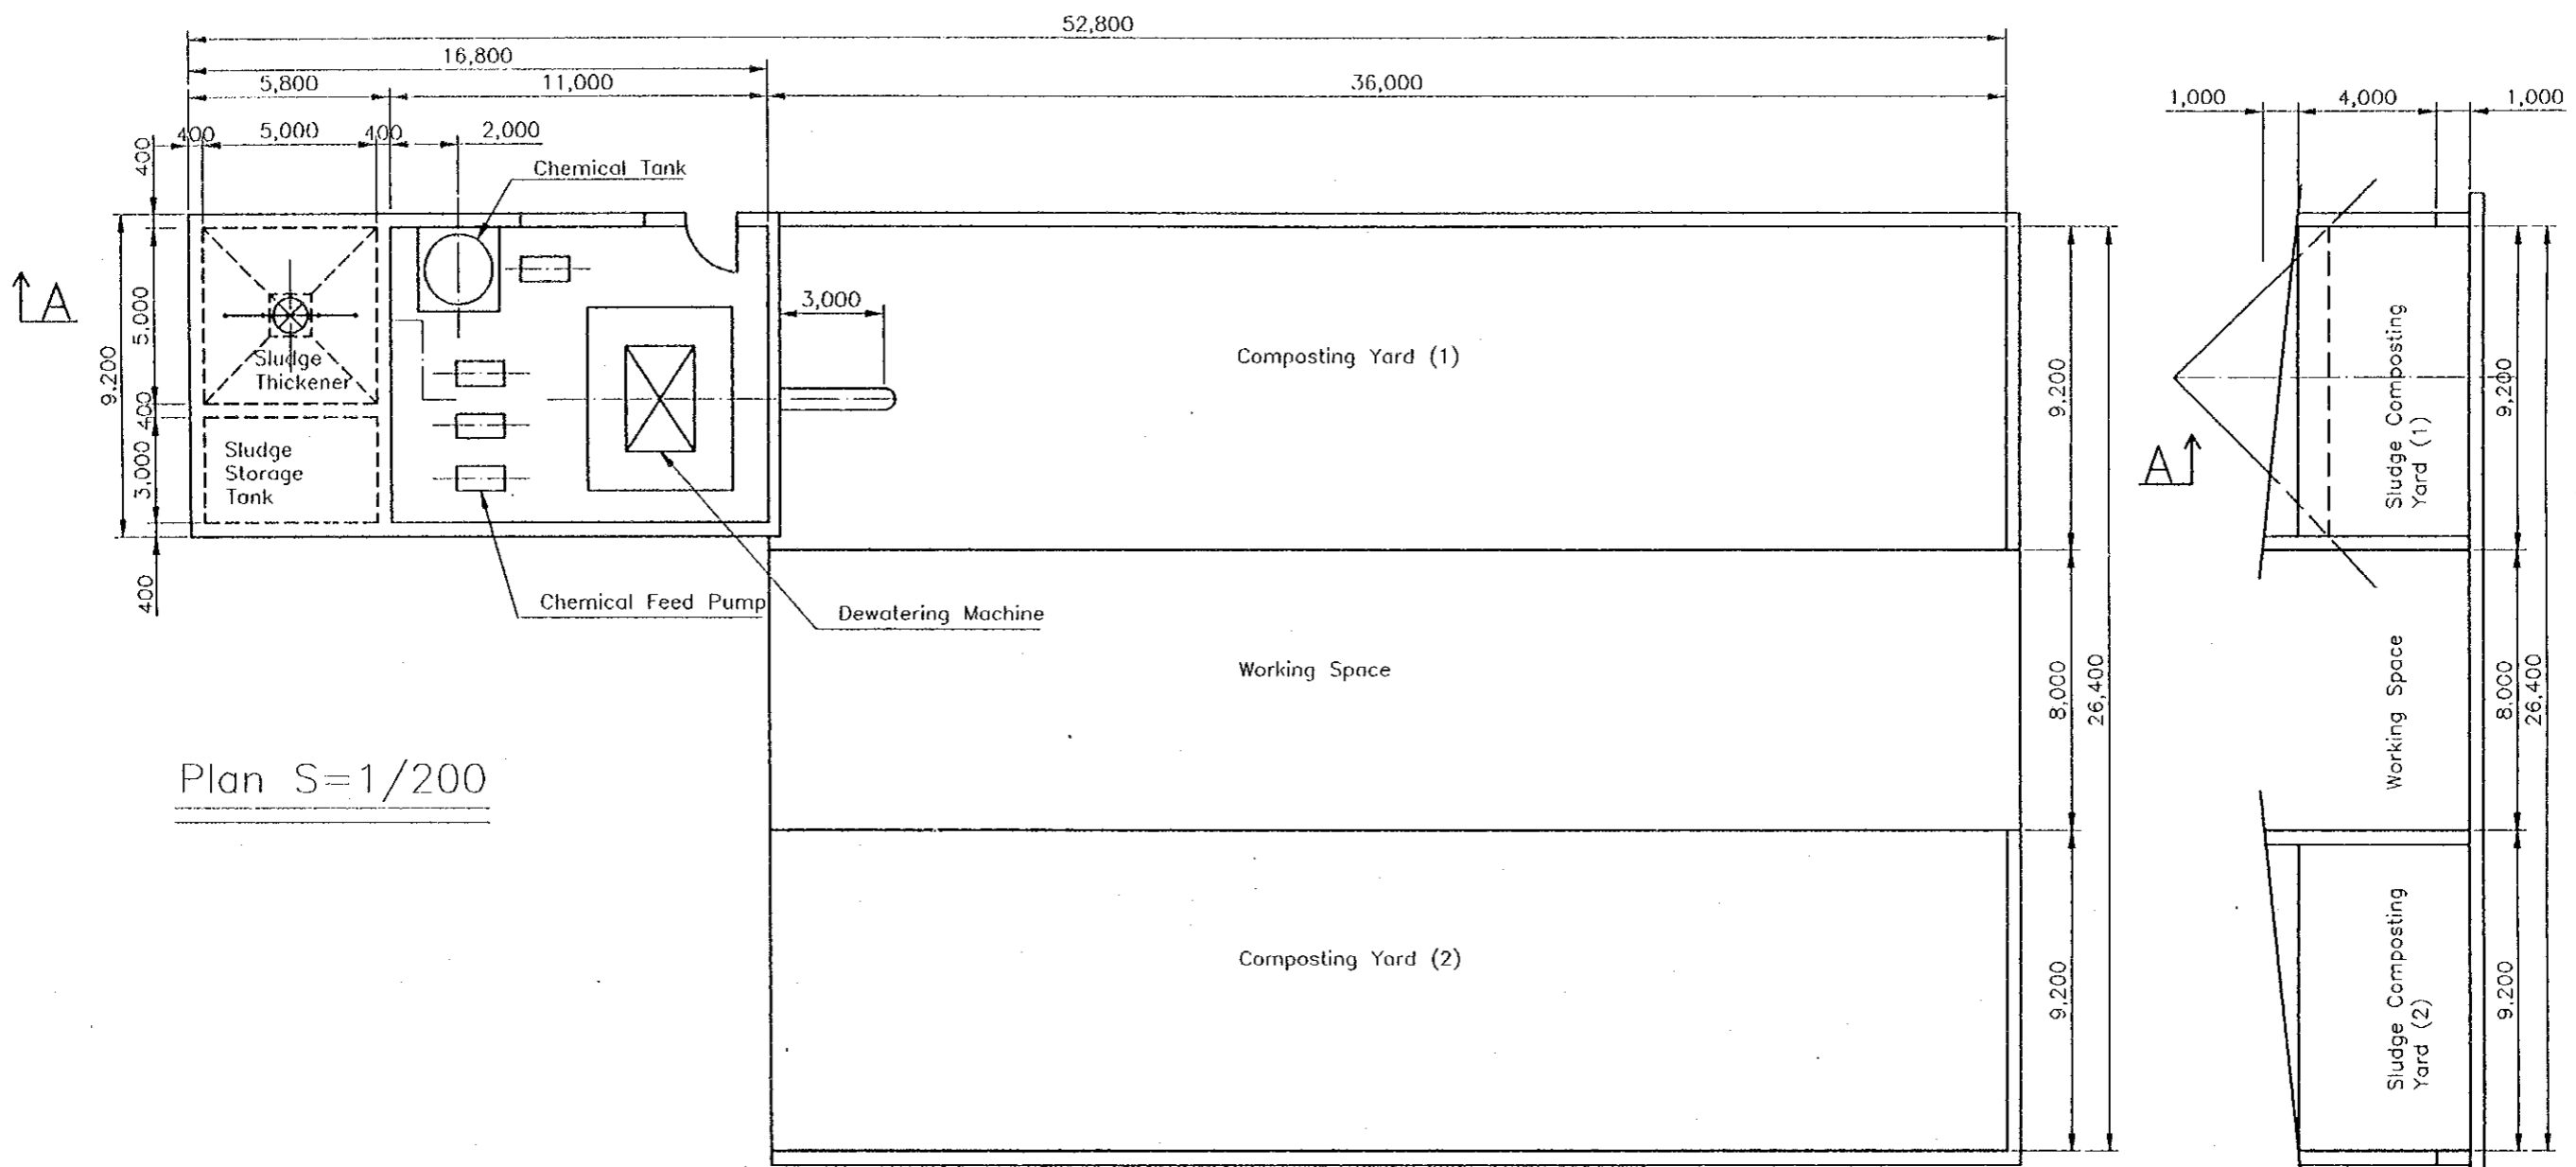 52,800
16,800
5,800
11,000
36,000
1,000
4,000
1,000
400
5,000
400
2,000
400
Chemical Tank
A
A
3,000
5,000
9,200
Sludge
Thickener
Composting Yard (1)
9,200
Sludge Composting
Yard (1)
9,200
400
3,000
Sludge
Storage
Tank
400
Chemical Feed Pump
Dewatering Machine
Working Space
8,000
26,400
Working Space
8,000
26,400
Plan S=1/200
Composting Yard (2)
9,200
Sludge Composting
Yard (2)
9,200